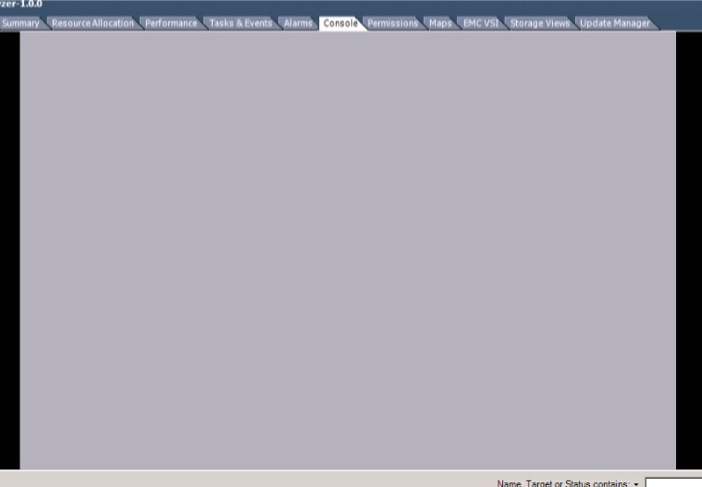 zer-1.0.0
Summary Resource Allocation Performance Tasks & Events Alarms Console Permissions Maps EMC VSI Storage Views Update Manager
Name, Target or Status contains: